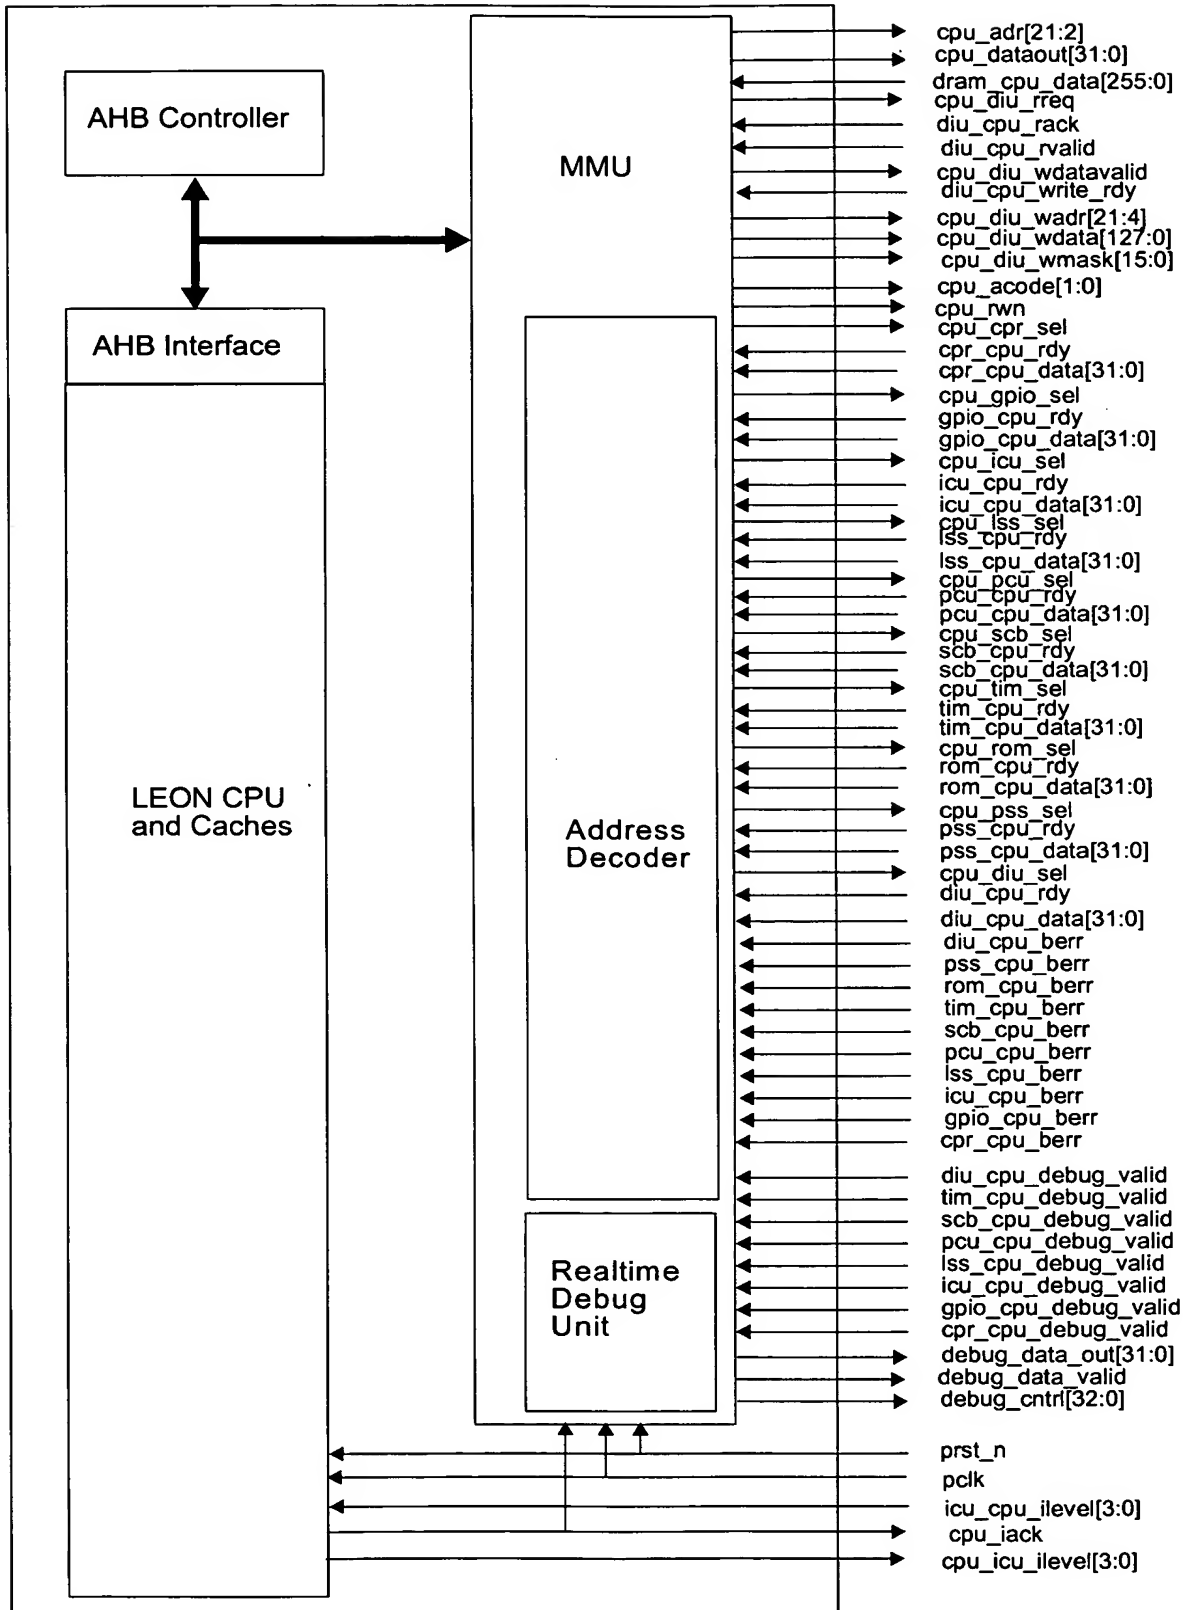 AHB Controller
AHB Interface
LEON CPU
and Caches
MMU
Address
Decoder
Realtime
Debug
Unit
cpu_adr[21:2]
cpu_dataout[31:0]
dram_cpu_data[255:0]
cpu_diu_rreq
diu_cpu_rack
diu_cpu_rvalid
cpu_diu_wdatavalid
diu_cpu_write_rdy
cpu_diu_wadr[21:4]
cpu_diu_wdata[127:0]
cpu_diu_wmask[15:0]
cpu_acode[1:0]
cpu_rwn
cpu_cpr_sel
cpr_cpu_rdy
cpr_cpu_data[31:0]
cpu_gpio_sel
gpio_cpu_rdy
gpio_cpu_data[31:0]
cpu_icu_sel
icu_cpu_rdy
icu_cpu_data[31:0]
cpu_lss_sel
lss_cpu_rdy
lss_cpu_data[31:0]
cpu_pcu_sel
pcu_cpu_rdy
pcu_cpu_data[31:0]
cpu_scb_sel
scb_cpu_rdy
scb_cpu_data[31:0]
cpu_tim_sel
tim_cpu_rdy
tim_cpu_data[31:0]
cpu_rom_sel
rom_cpu_rdy
rom_cpu_data[31:0]
cpu_pss_sel
pss_cpu_rdy
pss_cpu_data[31:0]
cpu_diu_sel
diu_cpu_rdy
diu_cpu_data[31:0]
diu_cpu_berr
pss_cpu_berr
rom_cpu_berr
tim_cpu_berr
scb_cpu_berr
pcu_cpu_berr
lss_cpu_berr
icu_cpu_berr
gpio_cpu_berr
cpr_cpu_berr
diu_cpu_debug_valid
tim_cpu_debug_valid
scb_cpu_debug_valid
pcu_cpu_debug_valid
lss_cpu_debug_valid
icu_cpu_debug_valid
gpio_cpu_debug_valid
cpr_cpu_debug_valid
debug_data_out[31:0]
debug_data_valid
debug_cntrl[32:0]
prst_n
pclk
icu_cpu_ilevel[3:0]
cpu_iack
cpu_icu_ilevel[3:0]